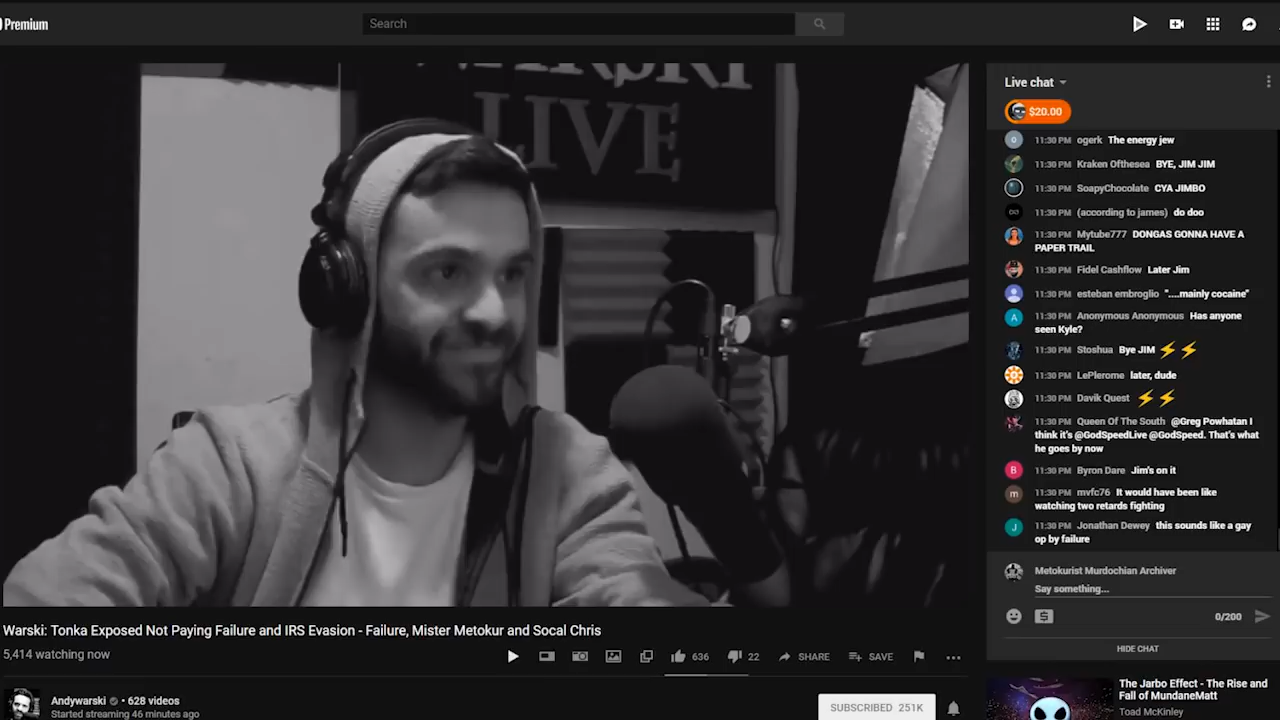 Premium
Search
LIVE
Live chat
$20.00
11:30 PM ogerk The energy jew
11:30 PM Kraken Ofthesea BYE, JIM JIM
11:30 PM SoapyChocolate CYA JIMBO
11:30 PM (according to james) do doo
11:30 PM Mytube777 DONGAS GONNA HAVE A
PAPER TRAIL
11:30 PM Fidel Cashflow Later Jim
11:30 PM esteban embroglio "....mainly cocaine"
11:30 PM Anonymous Anonymous Has anyone
seen Kyle?
11:30 PM Stoshua Bye JIM ⚡⚡
11:30 PM LePlerome later, dude
11:30 PM Davik Quest ⚡⚡
11:30 PM Queen Of The South @Greg Powhatan I
think it's @GodSpeedLive @GodSpeed. That's what
he goes by now
11:30 PM Byron Dare Jim's on it
11:30 PM mvfc76 It would have been like
watching two retards fighting
11:30 PM Jonathan Dewey this sounds like a gay
op by failure
Metokurist Murdochian Archiver
Say something...
0/200
HIDE CHAT
Warski: Tonka Exposed Not Paying Failure and IRS Evasion - Failure, Mister Metokur and Socal Chris
5,414 watching now
636
22
SHARE
SAVE
Andywarski • 628 videos
Started streaming 46 minutes ago
SUBSCRIBED 251K
The Jarbo Effect - The Rise and
Fall of MundaneMatt
Toad McKinley